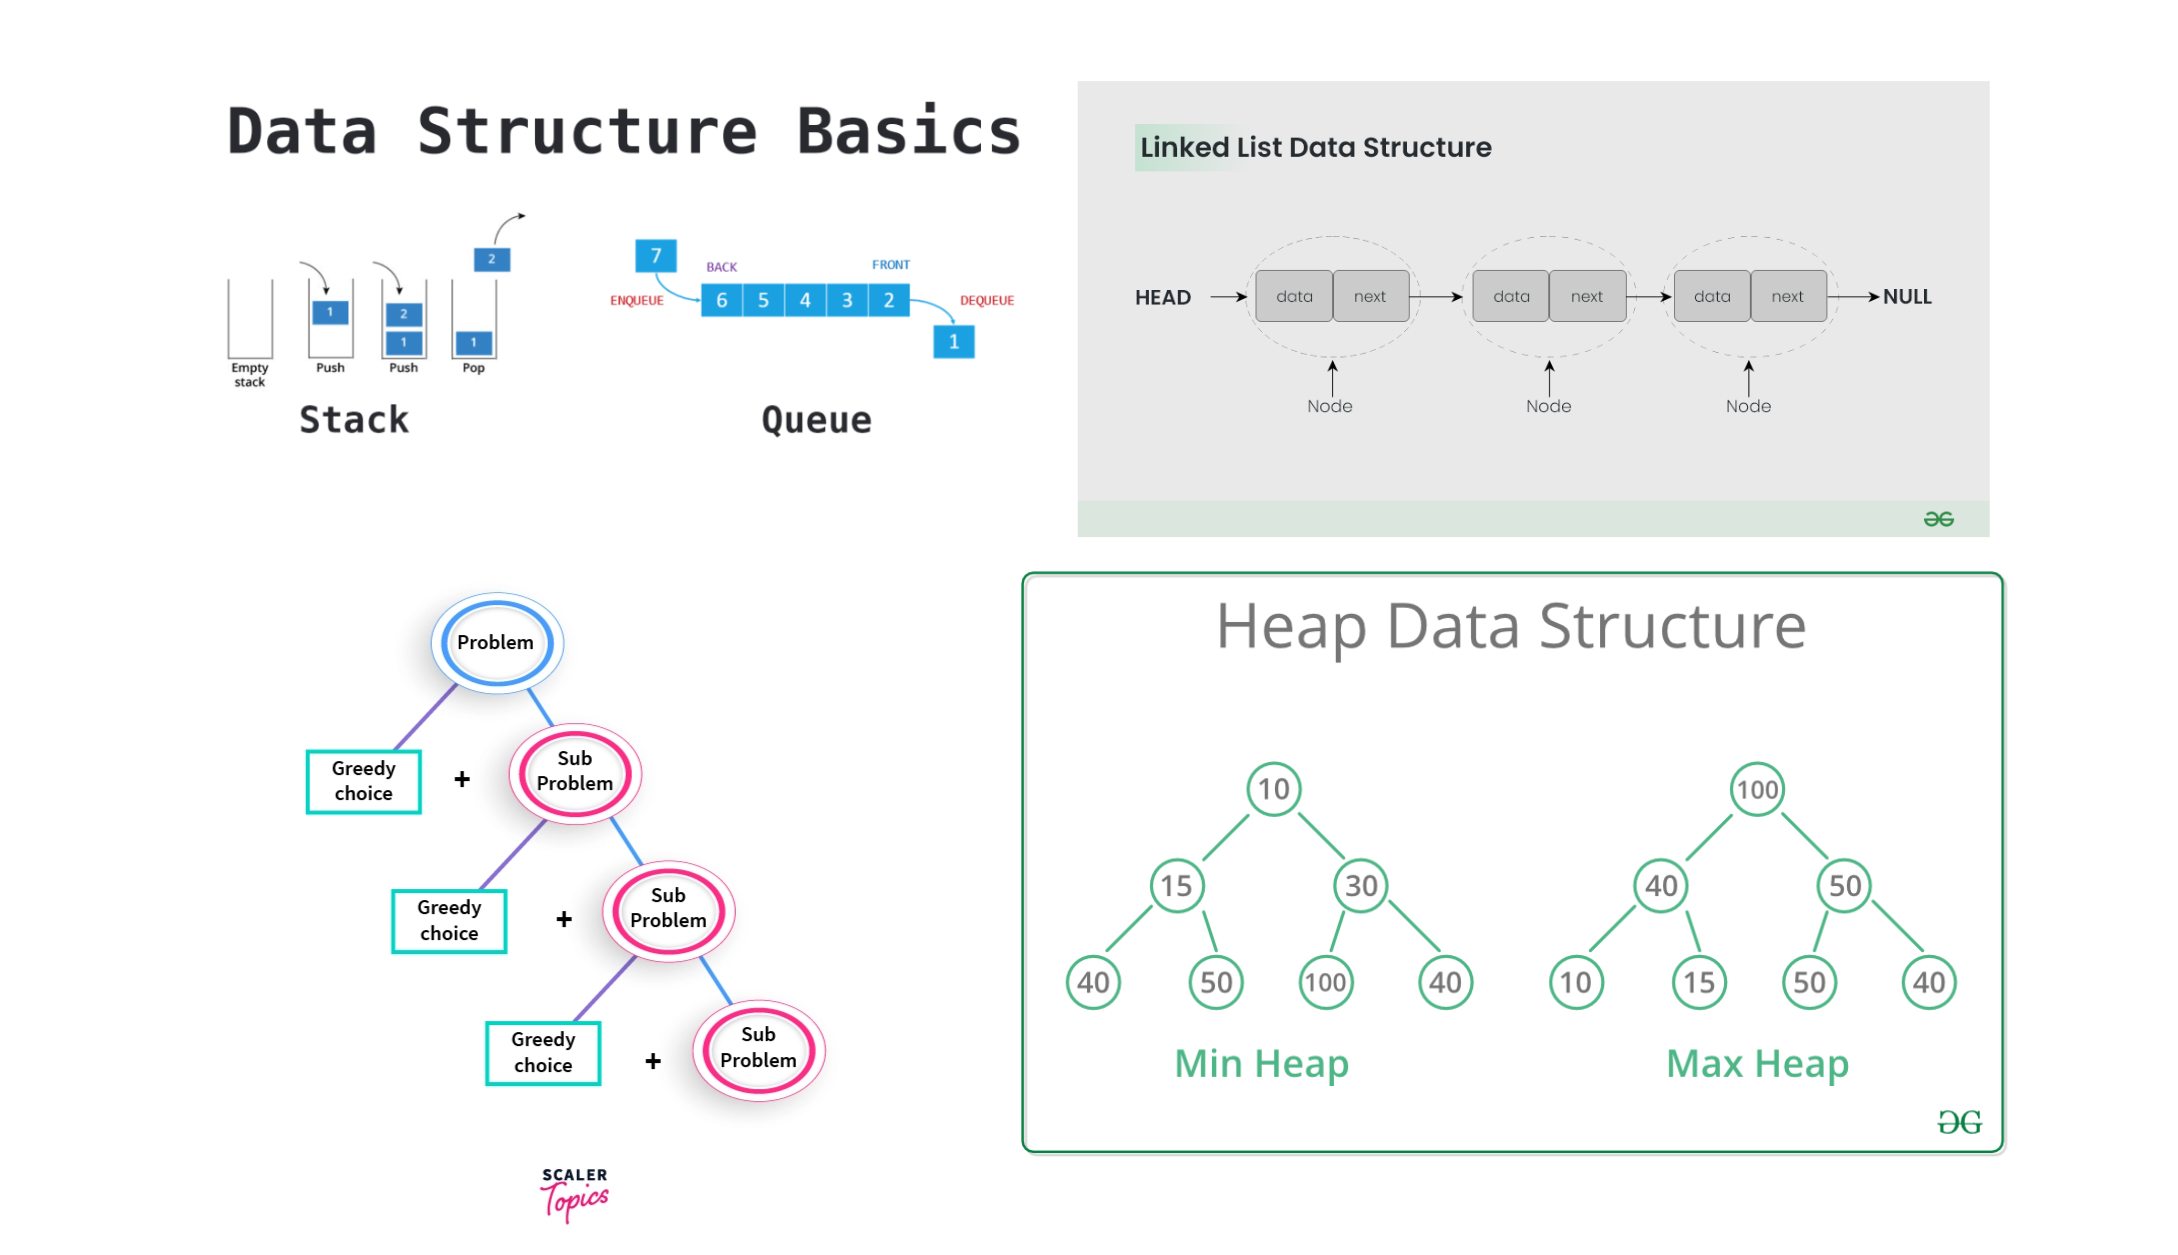 Data Structure Basics
2
1
2
1
1
Empty
stack
Push
Push
Pop
Stack
7
BACK
FRONT
ENQUEUE
6 5 4 3 2
DEQUEUE
1
Queue
Linked List Data Structure
HEAD
data next
data next
data next
NULL
Node
Node
Node
Problem
Greedy
choice
+
Sub
Problem
Greedy
choice
+
Sub
Problem
Greedy
choice
+
Sub
Problem
SCALER
Topics
Heap Data Structure
10
15 30
40 50 100 40
Min Heap
100
40 50
10 15 50 40
Max Heap